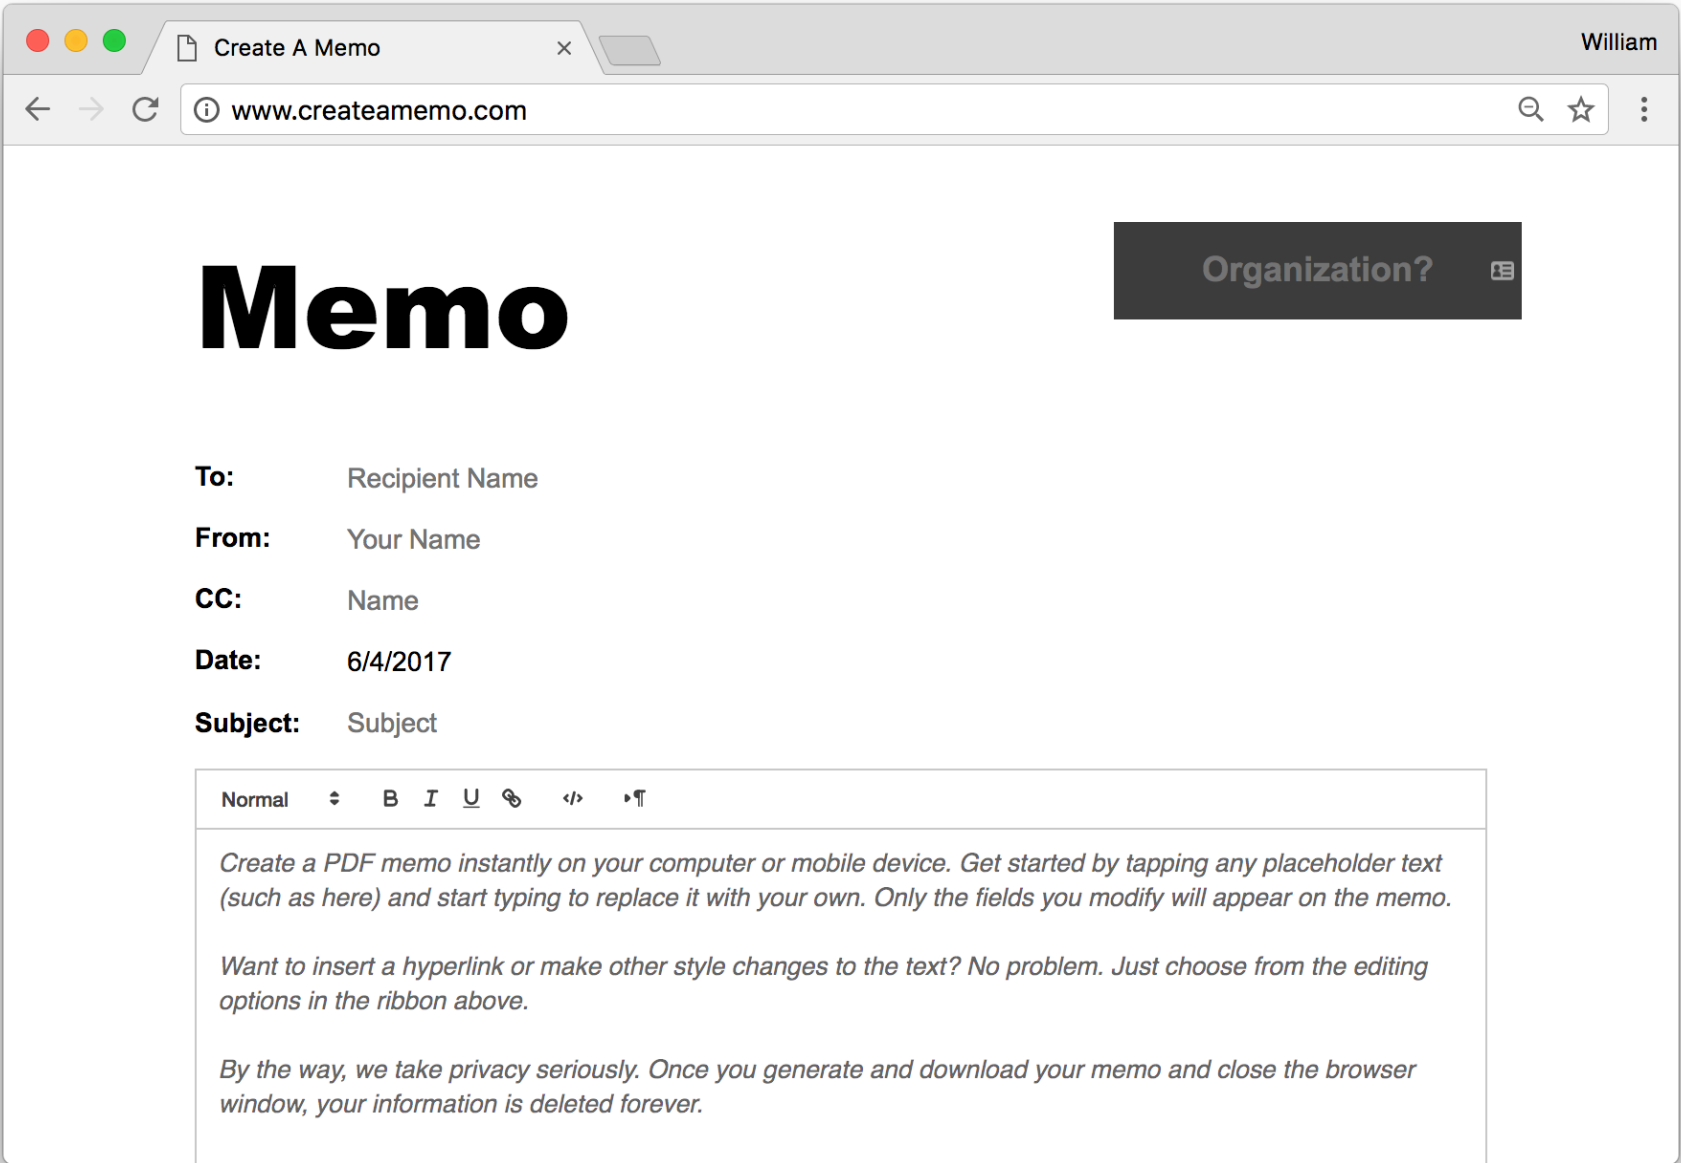 Create A Memo
William
www.createamemo.com
Organization?
Memo
To: Recipient Name
From: Your Name
CC: Name
Date: 6/4/2017
Subject: Subject
Normal B I U </> ¶
Create a PDF memo instantly on your computer or mobile device. Get started by tapping any placeholder text
(such as here) and start typing to replace it with your own. Only the fields you modify will appear on the memo.
Want to insert a hyperlink or make other style changes to the text? No problem. Just choose from the editing
options in the ribbon above.
By the way, we take privacy seriously. Once you generate and download your memo and close the browser
window, your information is deleted forever.